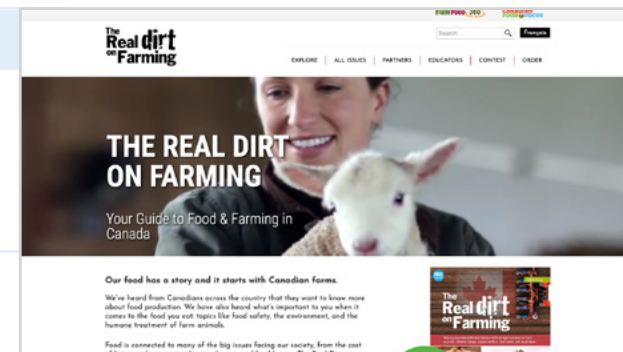 FARM FOOD 360
Canadian
Food Focus
Search ...
Français
The
Real dirt
on Farming
EXPLORE | ALL ISSUES | PARTNERS | EDUCATORS | CONTEST | ORDER
THE REAL DIRT
ON FARMING
Your Guide to Food & Farming in
Canada
Our food has a story and it starts with Canadian farms.
We've heard from Canadians across the country that they want to know more
about food production. We have also heard what's important to you when it
comes to the food you eat: topics like food safety, the environment, and the
humane treatment of farm animals.
Food is connected to many of the big issues facing our society, from the cost
The
Real dirt
on Farming